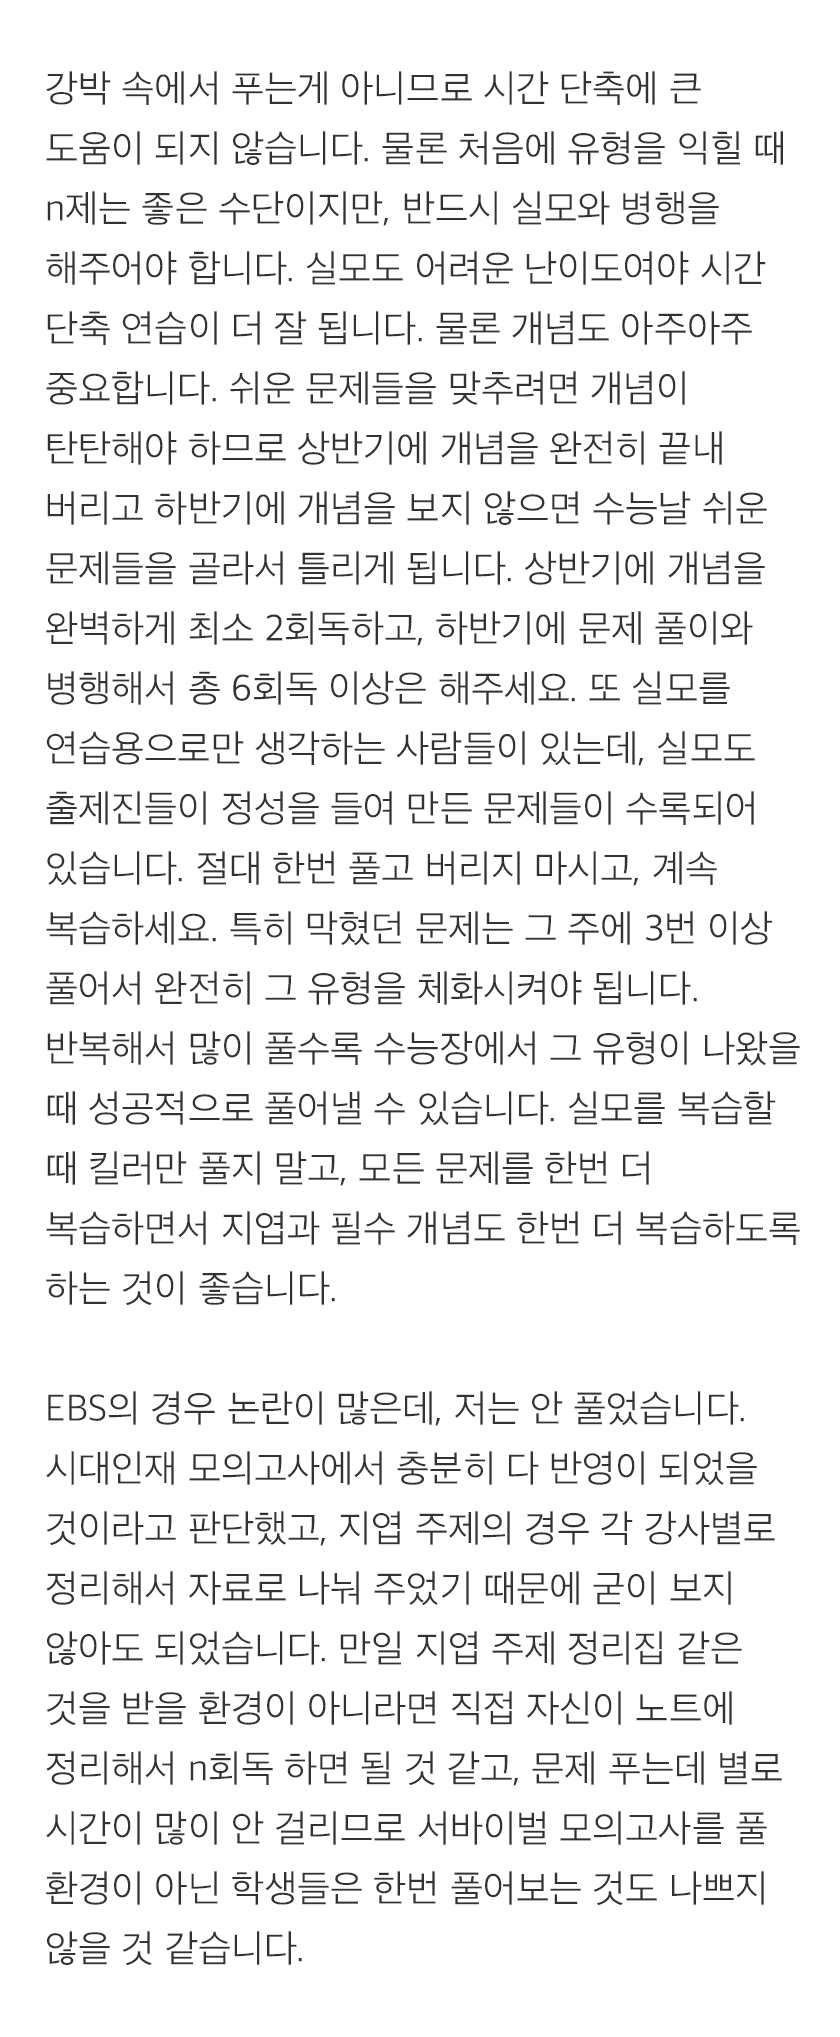 강박 속에서 푸는게 아니므로 시간 단축에 큰
도움이 되지 않습니다. 물론 처음에 유형을 익힐 때
n제는 좋은 수단이지만, 반드시 실모와 병행을
해주어야 합니다. 실모도 어려운 난이도여야 시간
단축 연습이 더 잘 됩니다. 물론 개념도 아주아주
중요합니다. 쉬운 문제들을 맞추려면 개념이
탄탄해야 하므로 상반기에 개념을 완전히 끝내
버리고 하반기에 개념을 보지 않으면 수능날 쉬운
문제들을 골라서 틀리게 됩니다. 상반기에 개념을
완벽하게 최소 2회독하고, 하반기에 문제 풀이와
병행해서 총 6회독 이상은 해주세요. 또 실모를
연습용으로만 생각하는 사람들이 있는데, 실모도
출제진들이 정성을 들여 만든 문제들이 수록되어
있습니다. 절대 한번 풀고 버리지 마시고, 계속
복습하세요. 특히 막혔던 문제는 그 주에 3번 이상
풀어서 완전히 그 유형을 체화시켜야 됩니다.
반복해서 많이 풀수록 수능장에서 그 유형이 나왔을
때 성공적으로 풀어낼 수 있습니다. 실모를 복습할
때 킬러만 풀지 말고, 모든 문제를 한번 더
복습하면서 지엽과 필수 개념도 한번 더 복습하도록
하는 것이 좋습니다.

EBS의 경우 논란이 많은데, 저는 안 풀었습니다.
시대인재 모의고사에서 충분히 다 반영이 되었을
것이라고 판단했고, 지엽 주제의 경우 각 강사별로
정리해서 자료로 나눠 주었기 때문에 굳이 보지
않아도 되었습니다. 만일 지엽 주제 정리집 같은
것을 받을 환경이 아니라면 직접 자신이 노트에
정리해서 n회독 하면 될 것 같고, 문제 푸는데 별로
시간이 많이 안 걸리므로 서바이벌 모의고사를 풀
환경이 아닌 학생들은 한번 풀어보는 것도 나쁘지
않을 것 같습니다.